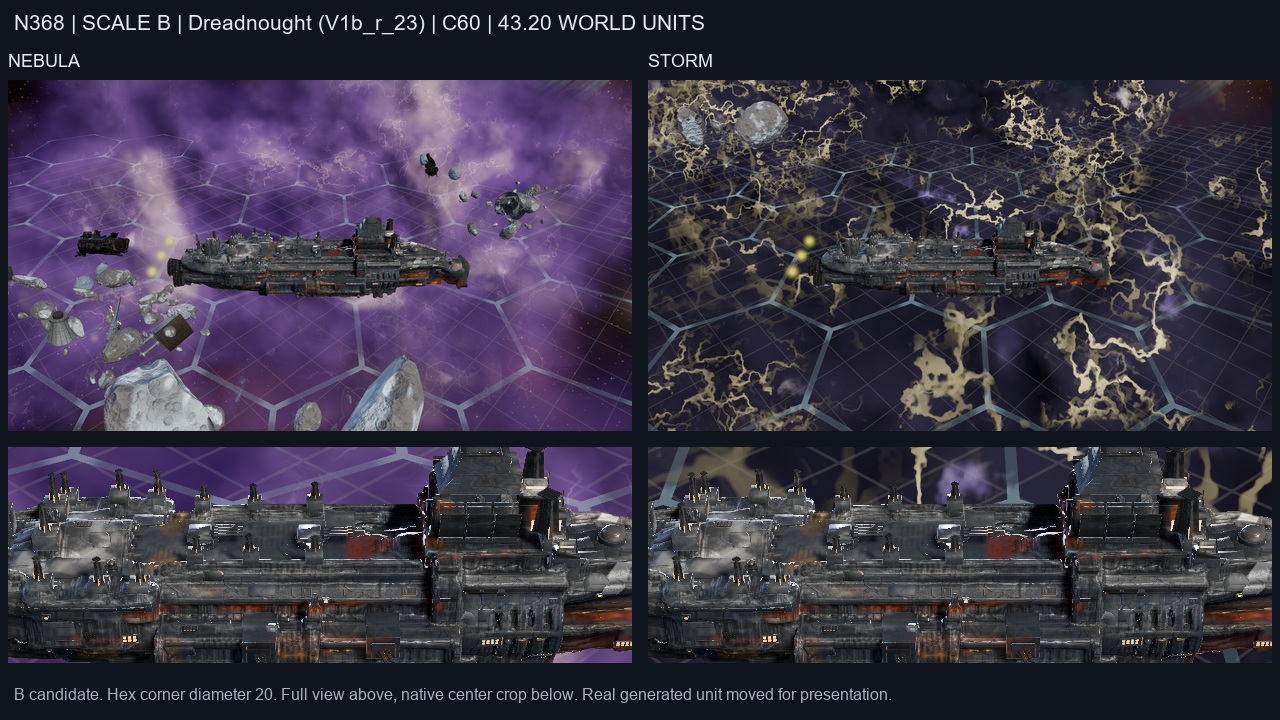 N368 | SCALE B | Dreadnought (V1b_r_23) | C60 | 43.20 WORLD UNITS
NEBULA
STORM
B candidate. Hex corner diameter 20. Full view above, native center crop below. Real generated unit moved for presentation.